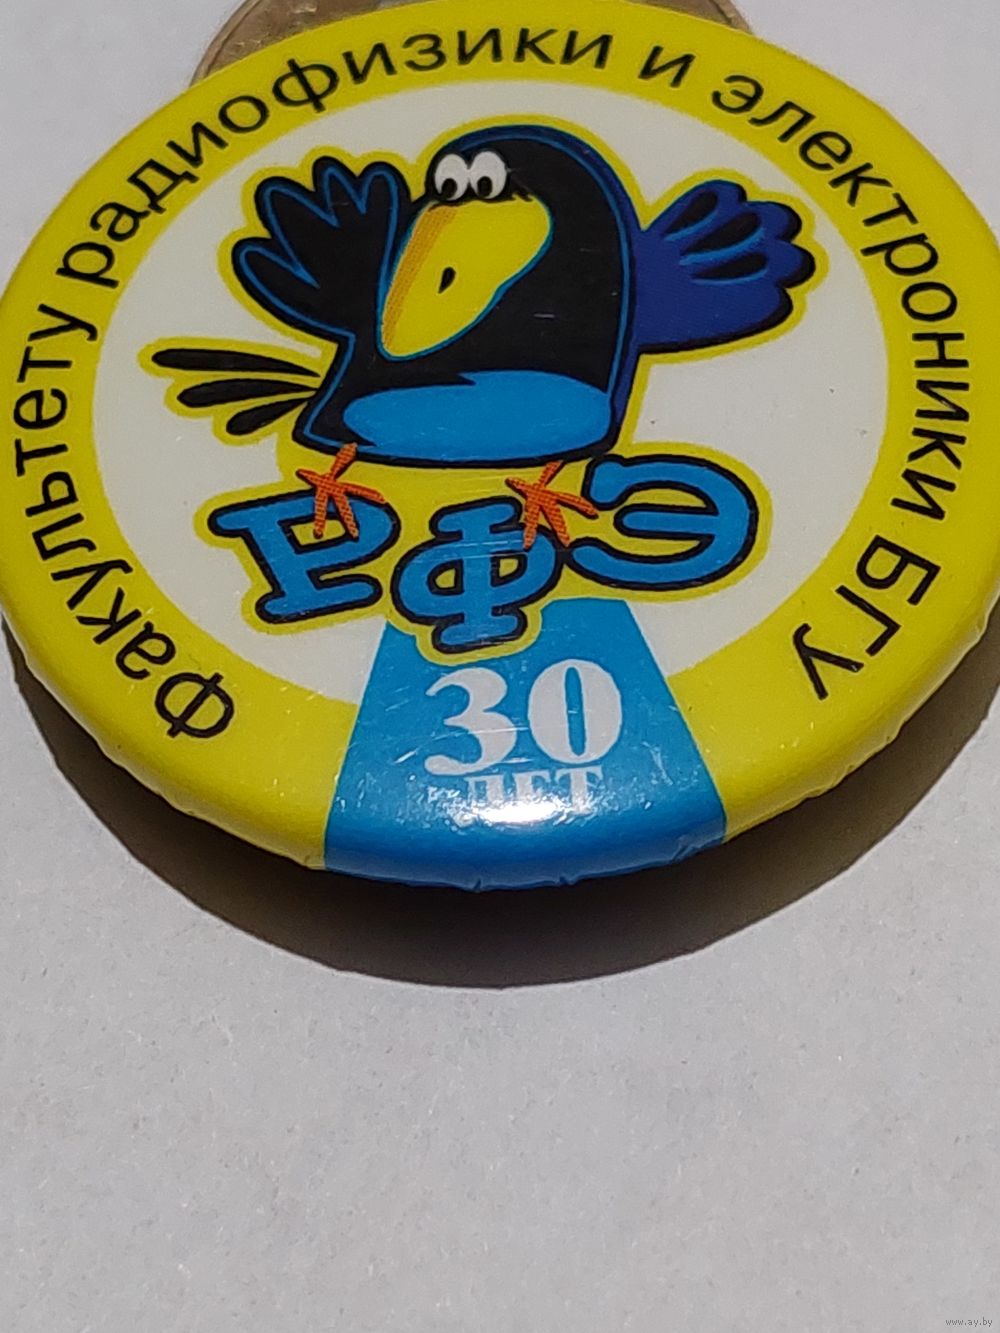 Факультету радиофизики и электроники БГУ
РФЭ
30
ЛЕТ
www.ay.by